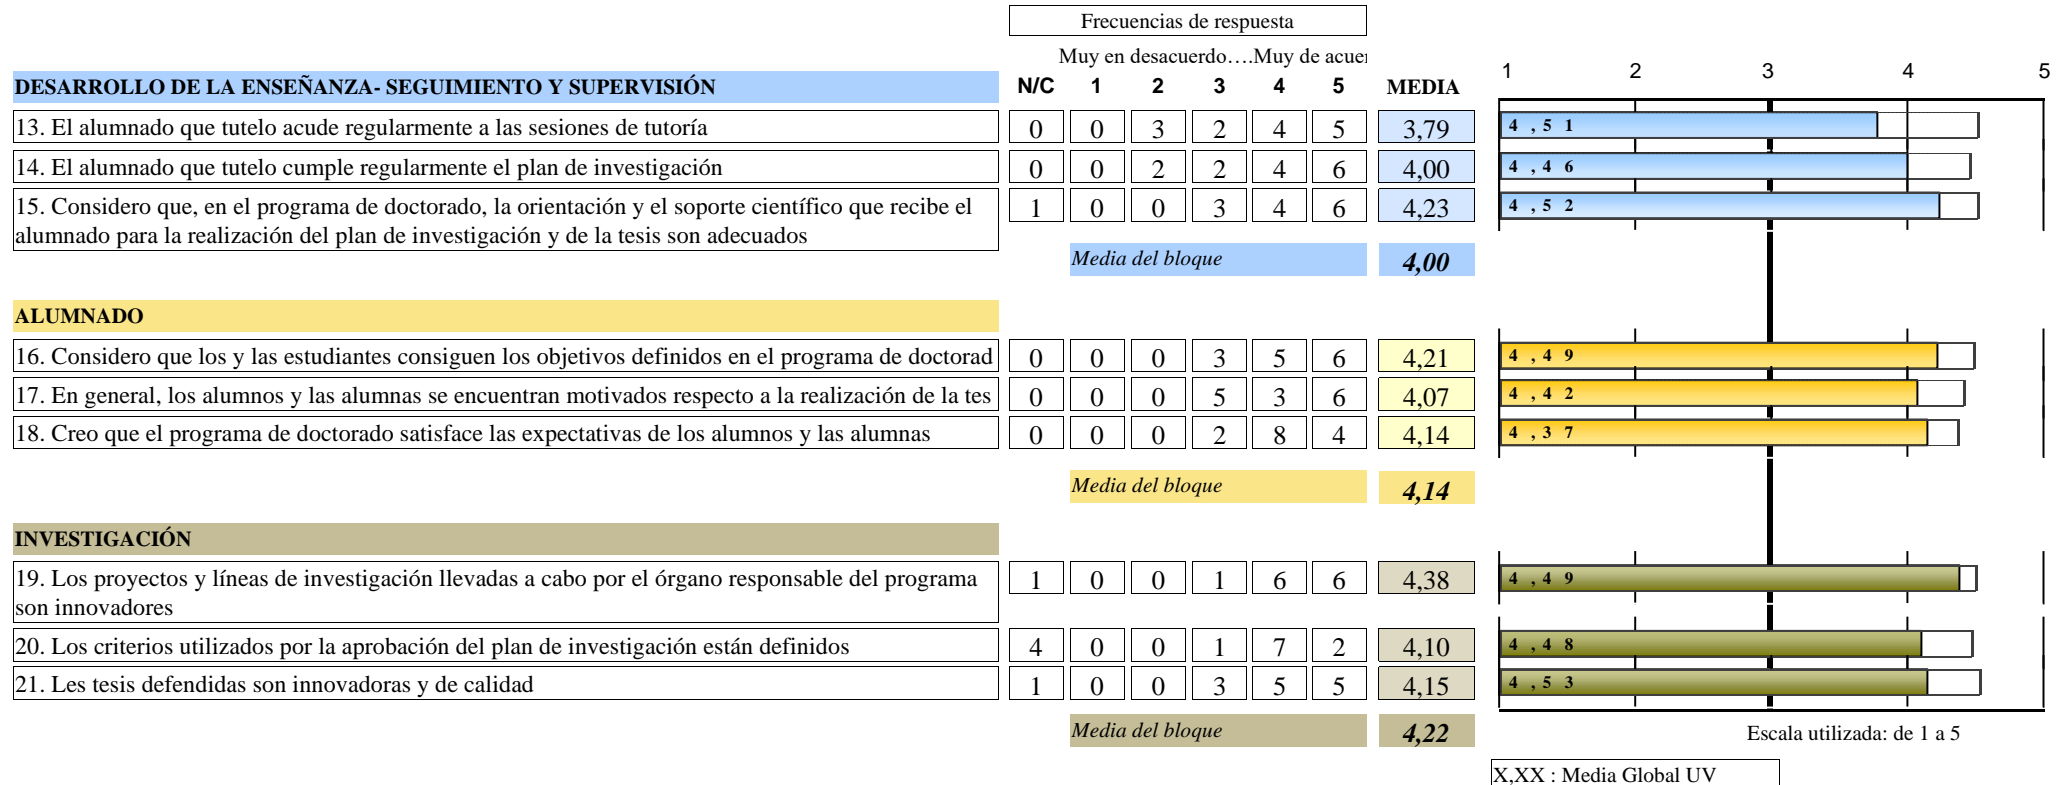 Frecuencias de respuesta
Muy en desacuerdo….Muy de acuer
DESARROLLO DE LA ENSEÑANZA- SEGUIMIENTO Y SUPERVISIÓN N/C 1 2 3 4 5 MEDIA 1 2 3 4 5
13. El alumnado que tutelo acude regularmente a las sesiones de tutoría 0 0 3 2 4 5 3,79 4,51
14. El alumnado que tutelo cumple regularmente el plan de investigación 0 0 2 2 4 6 4,00 4,46
15. Considero que, en el programa de doctorado, la orientación y el soporte científico que recibe el 1 0 0 3 4 6 4,23 4,52
alumnado para la realización del plan de investigación y de la tesis son adecuados
Media del bloque 4,00
ALUMNADO
16. Considero que los y las estudiantes consiguen los objetivos definidos en el programa de doctorad 0 0 0 3 5 6 4,21 4,49
17. En general, los alumnos y las alumnas se encuentran motivados respecto a la realización de la tes 0 0 0 5 3 6 4,07 4,42
18. Creo que el programa de doctorado satisface las expectativas de los alumnos y las alumnas 0 0 0 2 8 4 4,14 4,37
Media del bloque 4,14
INVESTIGACIÓN
19. Los proyectos y líneas de investigación llevadas a cabo por el órgano responsable del programa 1 0 0 1 6 6 4,38 4,49
son innovadores
20. Los criterios utilizados por la aprobación del plan de investigación están definidos 4 0 0 1 7 2 4,10 4,48
21. Les tesis defendidas son innovadoras y de calidad 1 0 0 3 5 5 4,15 4,53
Media del bloque 4,22
Escala utilizada: de 1 a 5
X,XX : Media Global UV